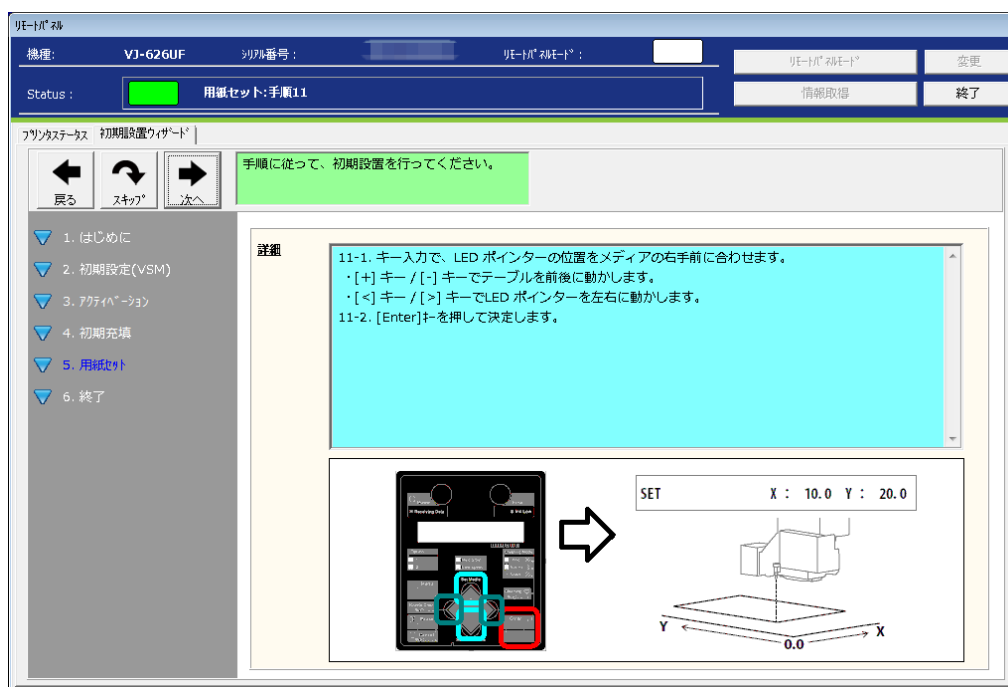 ﾘﾓｰﾄﾊﾟﾈﾙ
機種: VJ-626UF ｼﾘｱﾙ番号： ﾘﾓｰﾄﾊﾟﾈﾙﾓｰﾄﾞ：
ﾘﾓｰﾄﾊﾟﾈﾙﾓｰﾄﾞ 変更
Status： 用紙セット:手順11 情報取得 終了
ﾌﾟﾘﾝﾀｽﾃｰﾀｽ 初期設置ｳｨｻﾞｰﾄﾞ
手順に従って、初期設置を行ってください。
戻る ｽｷｯﾌﾟ 次へ
1. はじめに
2. 初期設定(VSM)
3. ｱｸﾃｨﾍﾞｰｼｮﾝ
4. 初期充填
5. 用紙ｾｯﾄ
6. 終了
詳細
11-1. キー入力で、LED ポインターの位置をメディアの右手前に合わせます。
・[+] キー / [-] キーでテーブルを前後に動かします。
・[<] キー / [>] キーでLED ポインターを左右に動かします。
11-2. [Enter]ｷｰを押して決定します。
SET X： 10.0 Y： 20.0
Y
X
0.0